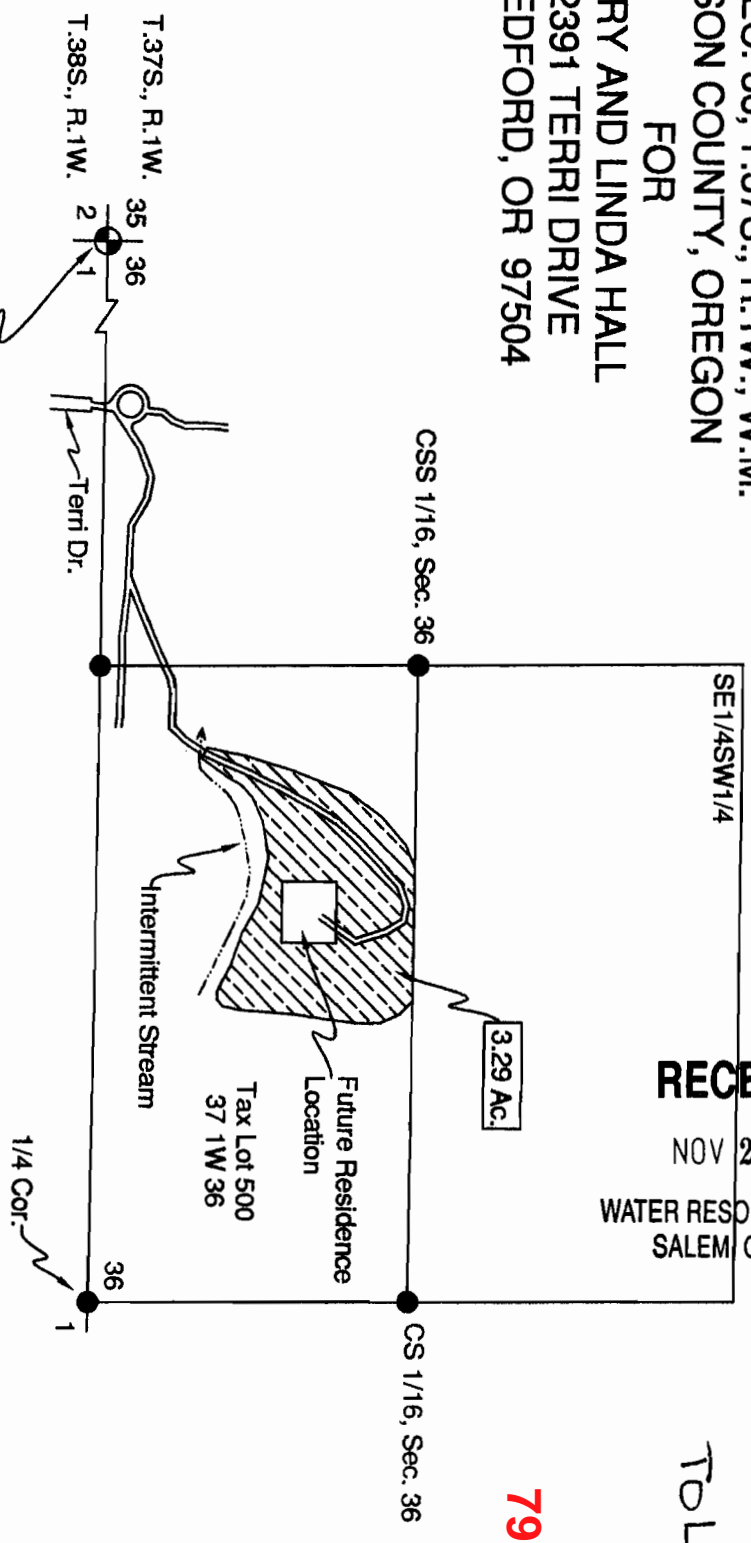 SON COUNTY, OREGON
FOR
RY AND LINDA HALL
2391 TERRI DRIVE
EDFORD, OR 97504
SE1/4SW1/4
CSS 1/16, Sec. 36
CS 1/16, Sec. 36
3.29 Ac.
Future Residence
Location
Tax Lot 500
37 1W 36
Intermittent Stream
Terri Dr.
T.37S., R.1W.
35 36
T.38S., R.1W.
2 1
1/4 Cor.
36
1
NOV 2
WATER RESO
SALEM
79